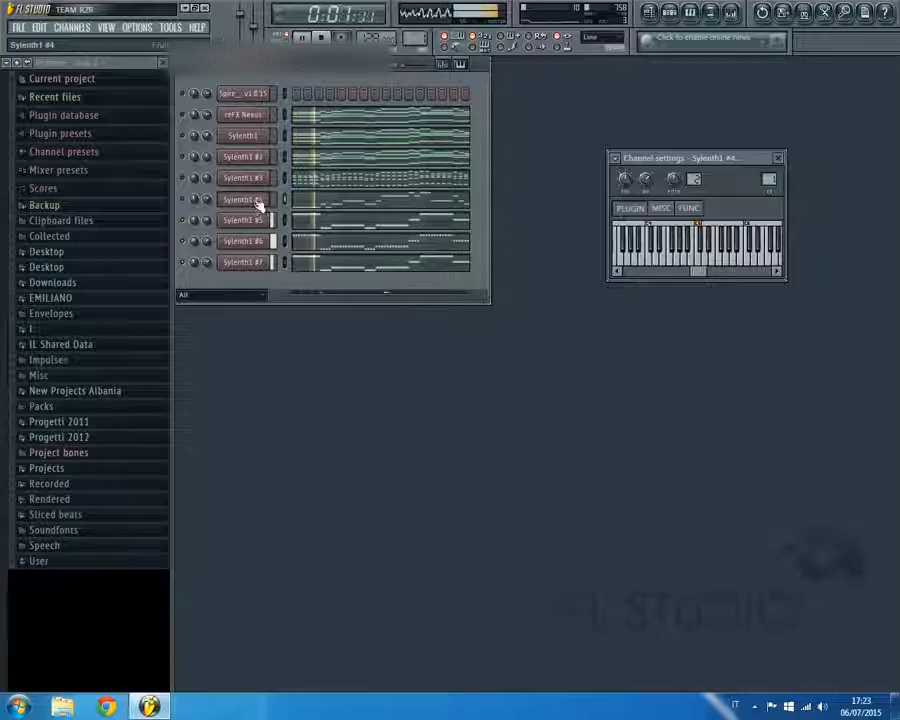 FL STUDIO TEAM R2R
FILE EDIT CHANNELS VIEW OPTIONS TOOLS HELP
Sylenth1 #4
Line
Click to enable online news
Current project
Recent files
Plugin database
Plugin presets
Channel presets
Mixer presets
Scores
Backup
Clipboard files
Collected
Desktop
Desktop
Downloads
EMILIANO
Envelopes
IL Shared Data
Impulses
Misc
New Projects Albania
Packs
Progetti 2011
Progetti 2012
Project bones
Projects
Recorded
Rendered
Sliced beats
Soundfonts
Speech
User
reFX Nexus
Sylenth1
Sylenth1 #2
Sylenth1 #3
Sylenth1
Sylenth1 #5
Sylenth1 #6
Sylenth1 #7
All
Channel settings - Sylenth1 #4...
PLUGIN MISC FUNC
FL STUDIO
IT
17:23
06/07/2015